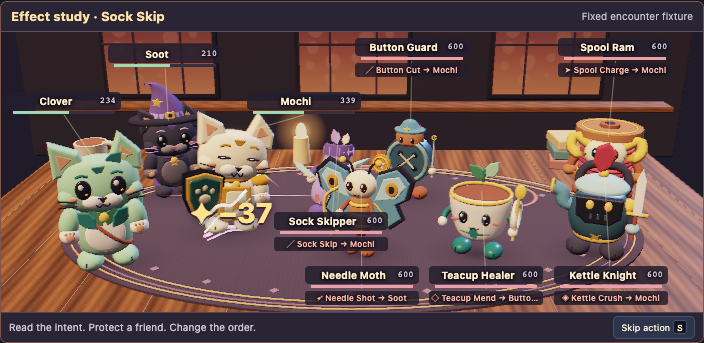 Effect study · Sock Skip
Fixed encounter fixture
Soot 210
Button Guard 600
Button Cut → Mochi
Spool Ram 600
Spool Charge → Mochi
Clover 234
Mochi 339
-37
Sock Skipper 600
Sock Skip → Mochi
Needle Moth 600
Needle Shot → Soot
Teacup Healer 600
Teacup Mend → Butto...
Kettle Knight 600
Kettle Crush → Mochi
Read the intent. Protect a friend. Change the order.
Skip action S